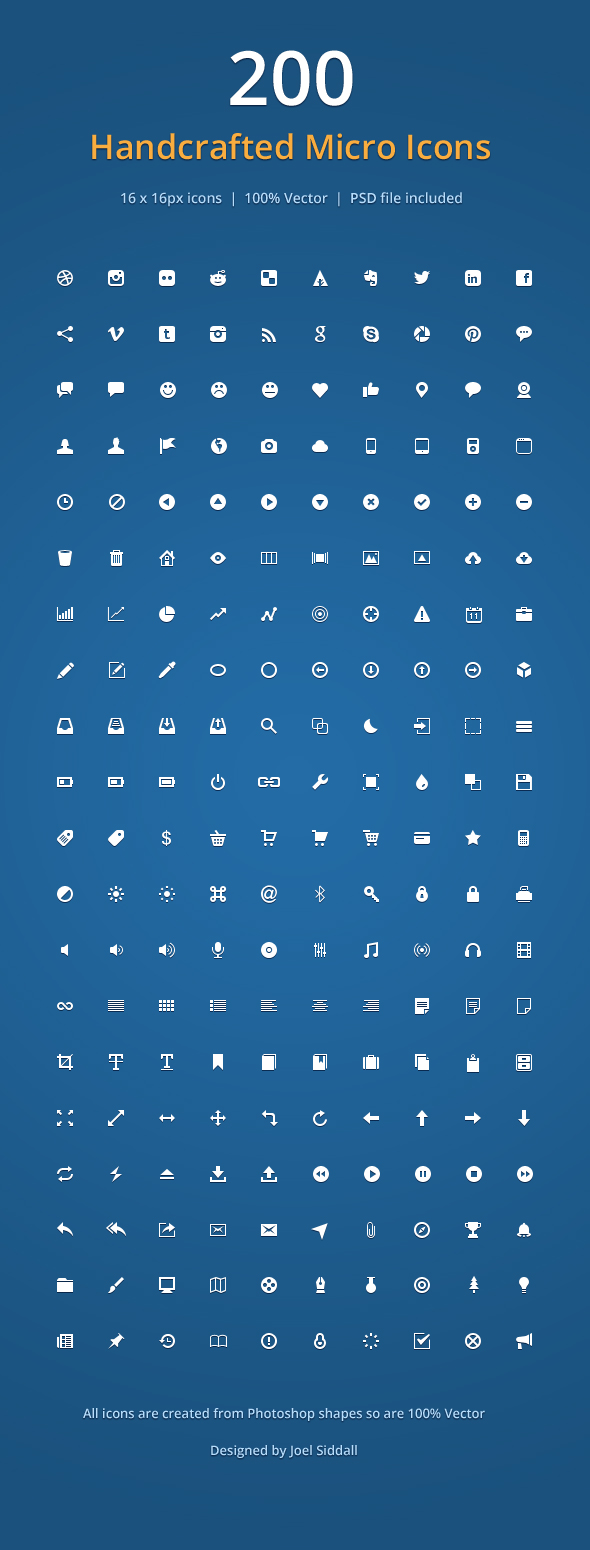 200
Handcrafted Micro Icons
16 x 16px icons | 100% Vector | PSD file included
All icons are created from Photoshop shapes so are 100% Vector
Designed by Joel Siddall